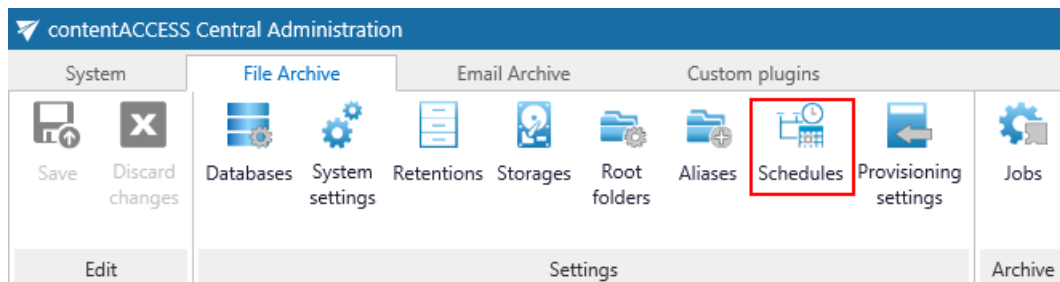 contentACCESS Central Administration
System File Archive Email Archive Custom plugins
Save Discard Databases System Retentions Storages Root Aliases Schedules Provisioning Jobs
changes settings folders settings
Edit Settings Archive